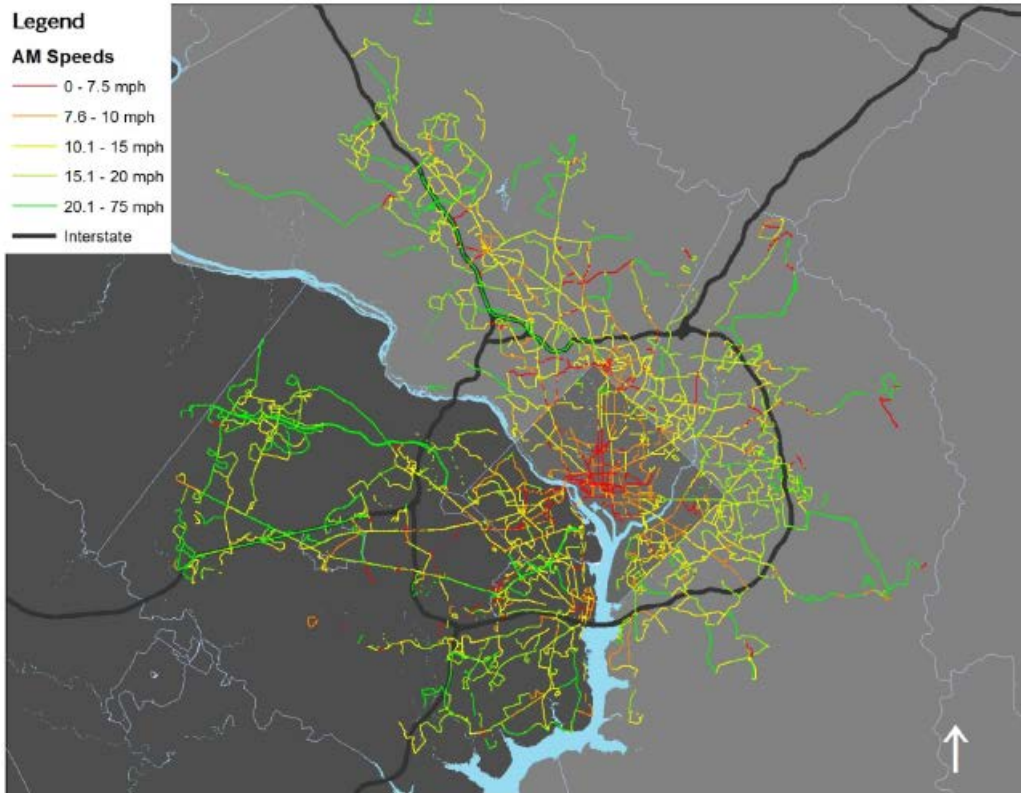 Legend
AM Speeds
0 - 7.5 mph
7.6 - 10 mph
10.1 - 15 mph
15.1 - 20 mph
20.1 - 75 mph
Interstate